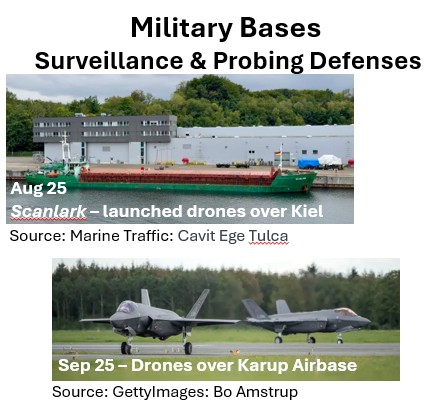 Military Bases
Surveillance & Probing Defenses
Aug 25
Scanlark – launched drones over Kiel
Source: Marine Traffic: Cavit Ege Tulca
Sep 25 – Drones over Karup Airbase
Source: GettyImages: Bo Amstrup